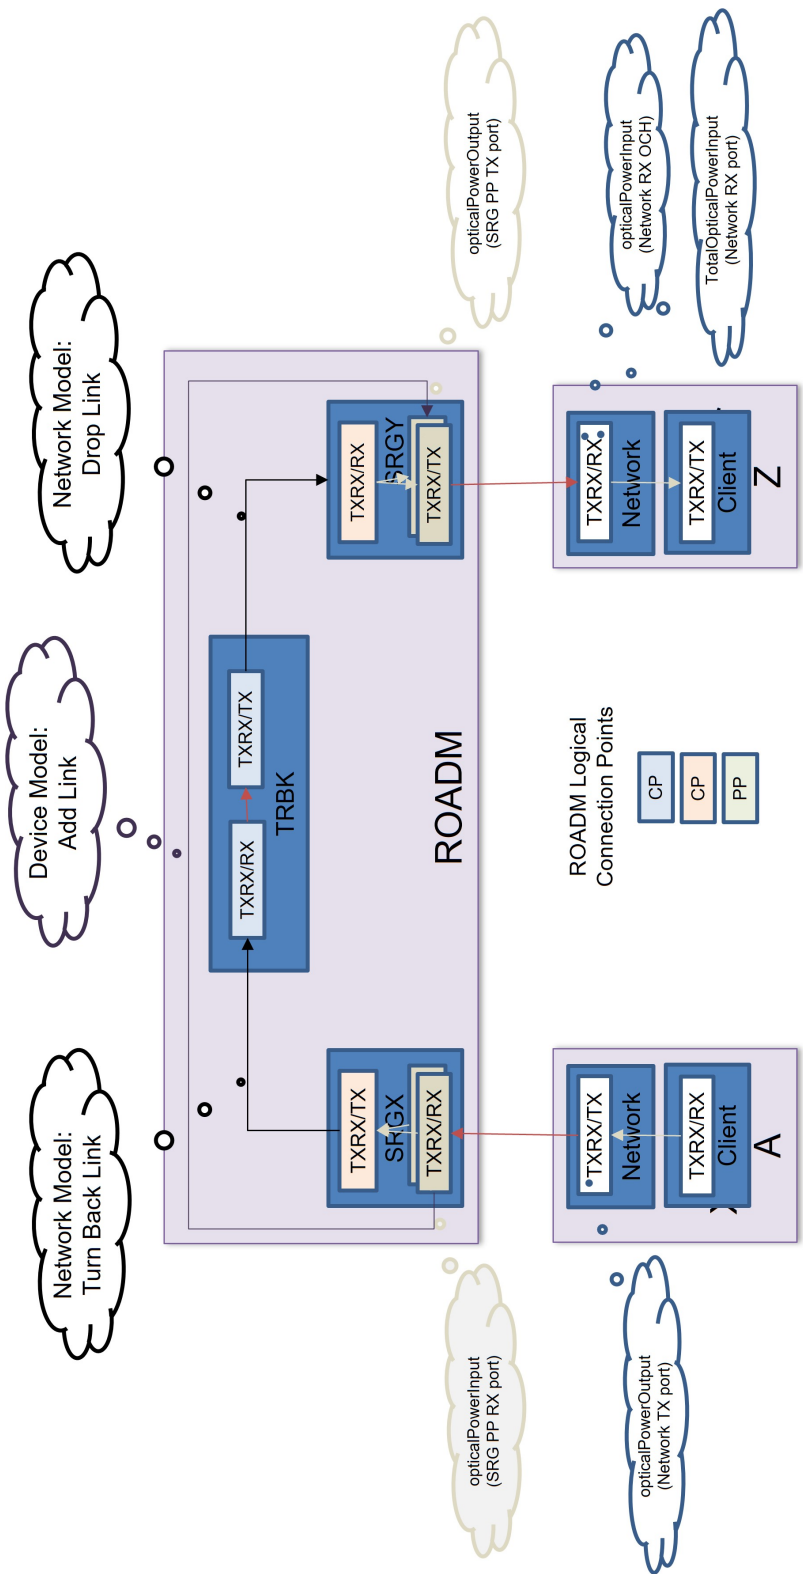 Network Model:
Turn Back Link
Device Model:
Add Link
Network Model:
Drop Link
TRBK
TXRX/RX
TXRX/TX
SRGX
TXRX/TX
TXRX/RX
SRGY
TXRX/RX
TXRX/TX
ROADM
opticalPowerInput
(SRG PP RX port)
opticalPowerOutput
(SRG PP TX port)
opticalPowerOutput
(Network TX port)
TXRX/TX
Network
TXRX/RX
Client
A
ROADM Logical
Connection Points
CP
CP
PP
TXRX/RX
Network
TXRX/TX
Client
Z
opticalPowerInput
(Network RX OCH)
TotalOpticalPowerInput
(Network RX port)